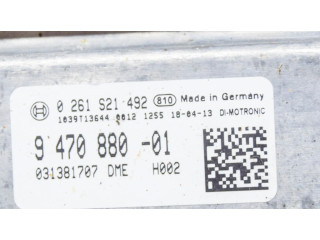 0 261 S21 492 810 Made in Germany
1039T13644 0012 1255 18-04-13 DI-MOTRONIC
9 470 880 -01
031381707 DME H002